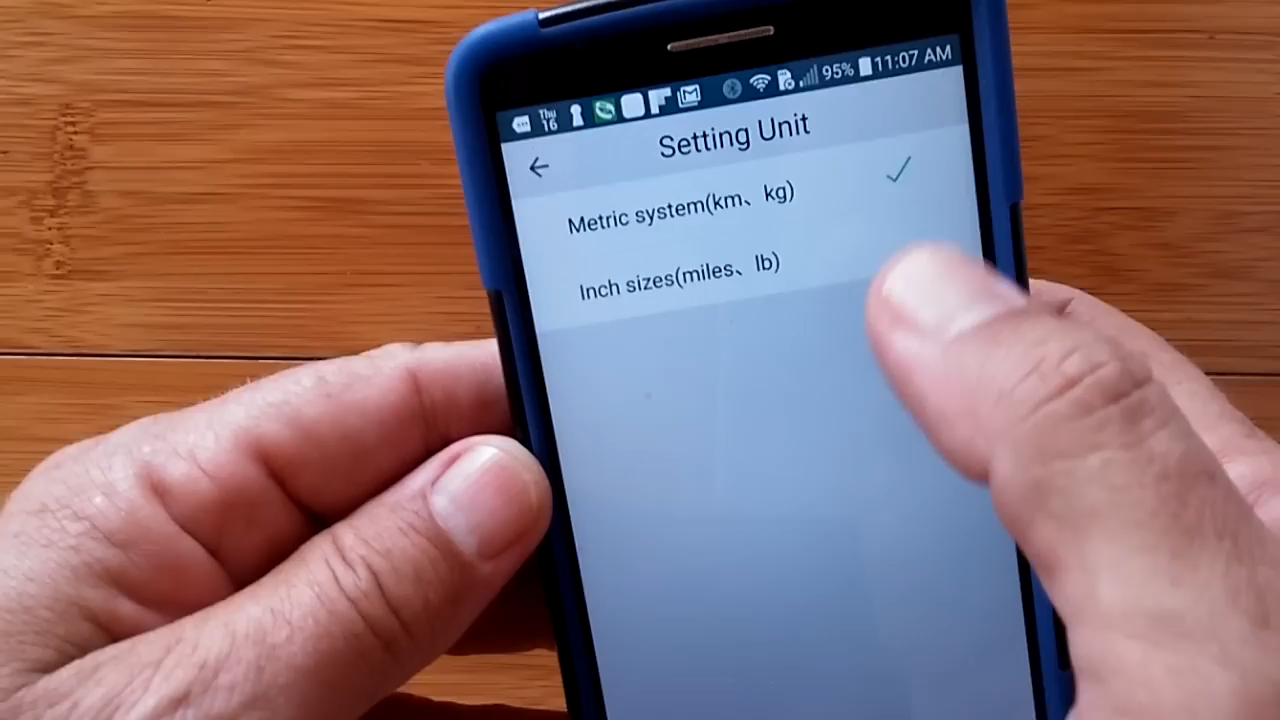 Thu
16
95%
11:07 AM
Setting Unit
Metric system(km、kg)
Inch sizes(miles、lb)